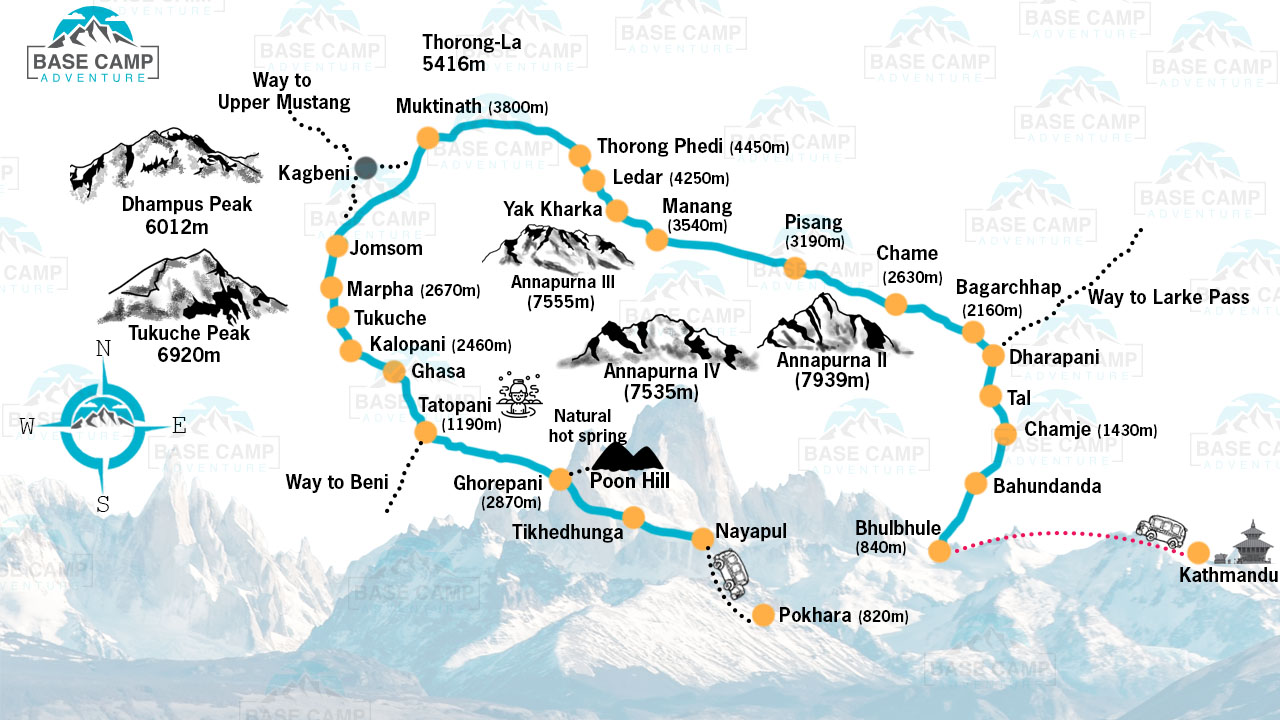 BASE CAMP
ADVENTURE
Thorong-La
5416m
Way to
Upper Mustang
Muktinath (3800m)
Kagbeni
Thorong Phedi (4450m)
Ledar (4250m)
Yak Kharka
Manang
(3540m)
Pisang
(3190m)
Chame
(2630m)
Bagarchhap
(2160m)
Way to Larke Pass
Dhampus Peak
6012m
Tukuche Peak
6920m
Jomsom
Marpha (2670m)
Tukuche
Kalopani (2460m)
Ghasa
Tatopani
(1190m)
Annapurna III
(7555m)
Annapurna IV
(7535m)
Annapurna II
(7939m)
Dharapani
Tal
Chamje (1430m)
Bahundanda
Bhulbhule
(840m)
Kathmandu
Natural
hot spring
Poon Hill
Way to Beni
Ghorepani
(2870m)
Tikhedhunga
Nayapul
Pokhara (820m)
N
W
E
S